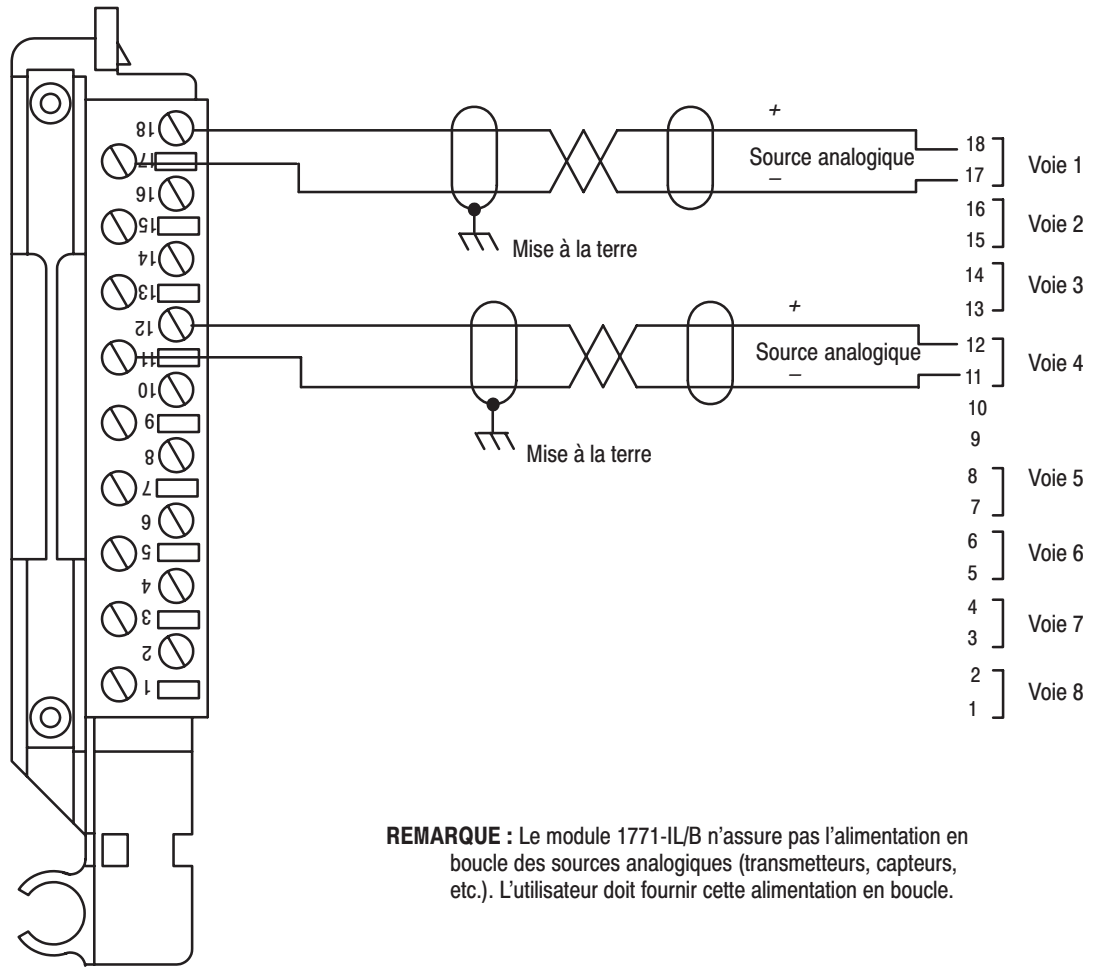 18
17
16
15
14
13
12
11
10
9
8
7
6
5
4
3
2
1
+
Source analogique
–
Mise à la terre
+
Source analogique
–
Mise à la terre
18
17
Voie 1
16
15
Voie 2
14
13
Voie 3
12
11
Voie 4
10
9
8
7
Voie 5
6
5
Voie 6
4
3
Voie 7
2
1
Voie 8
REMARQUE : Le module 1771-IL/B n'assure pas l'alimentation en
boucle des sources analogiques (transmetteurs, capteurs,
etc.). L'utilisateur doit fournir cette alimentation en boucle.